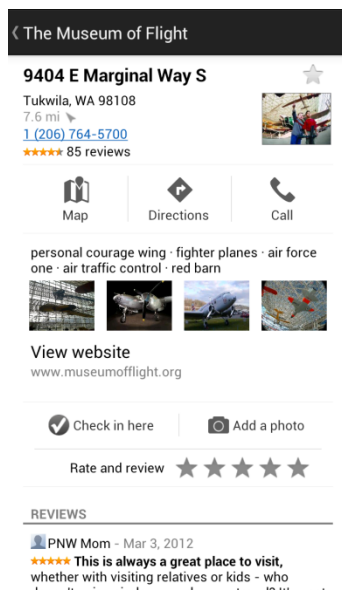 The Museum of Flight
9404 E Marginal Way S
Tukwila, WA 98108
7.6 mi
1 (206) 764-5700
85 reviews
Map
Directions
Call
personal courage wing · fighter planes · air force
one · air traffic control · red barn
View website
www.museumofflight.org
Check in here
Add a photo
Rate and review
REVIEWS
PNW Mom - Mar 3, 2012
This is always a great place to visit,
whether with visiting relatives or kids - who